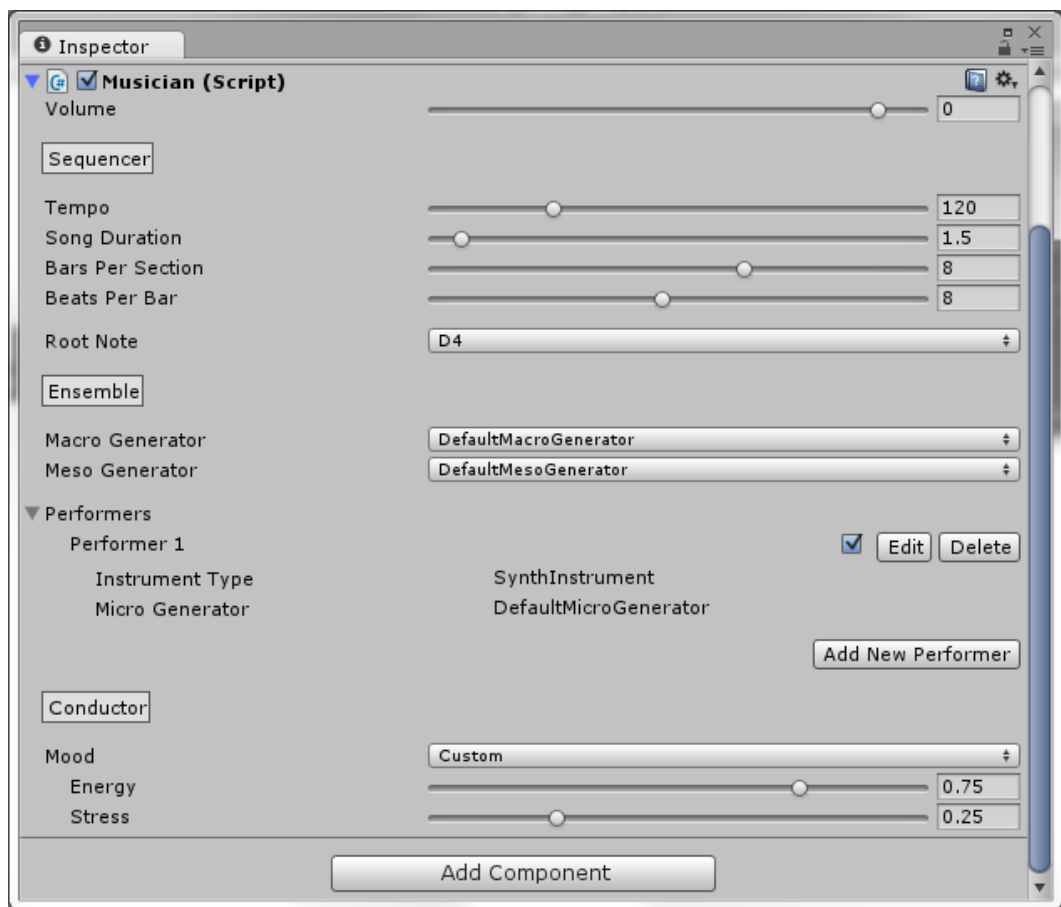 Inspector
Musician (Script)
Volume 0
Sequencer
Tempo 120
Song Duration 1.5
Bars Per Section 8
Beats Per Bar 8
Root Note D4
Ensemble
Macro Generator DefaultMacroGenerator
Meso Generator DefaultMesoGenerator
Performers
Performer 1 Edit Delete
Instrument Type SynthInstrument
Micro Generator DefaultMicroGenerator
Add New Performer
Conductor
Mood Custom
Energy 0.75
Stress 0.25
Add Component